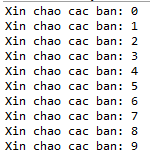 Xin chao cac ban: 0
Xin chao cac ban: 1
Xin chao cac ban: 2
Xin chao cac ban: 3
Xin chao cac ban: 4
Xin chao cac ban: 5
Xin chao cac ban: 6
Xin chao cac ban: 7
Xin chao cac ban: 8
Xin chao cac ban: 9